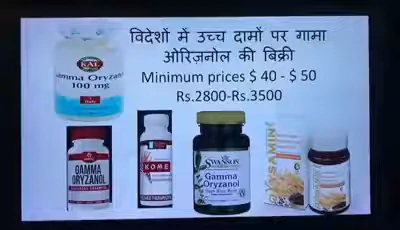 विदेशों में उच्च दामों पर गामा
ओरिज़नोल की बिक्री
Minimum prices $ 40 - $ 50
Rs.2800-Rs.3500
KAL
Gamma Oryzanol
100 mg
GAMMA
ORYZANOL
KOME
SWANSON
Gamma
Oryzanol